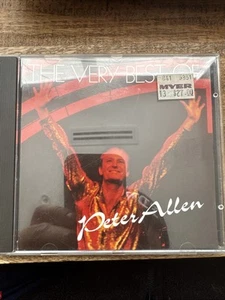 THE VERY BEST OF
MYER
Peter Allen